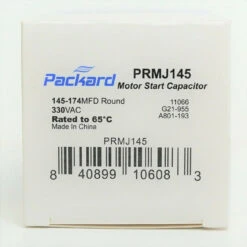 Packard
PRMJ145
Motor Start Capacitor
145-174MFD Round
330VAC
Rated to 65°C
Made In China
11066
G21-955
A801-193
PRMJ145
8 40899 10608 3